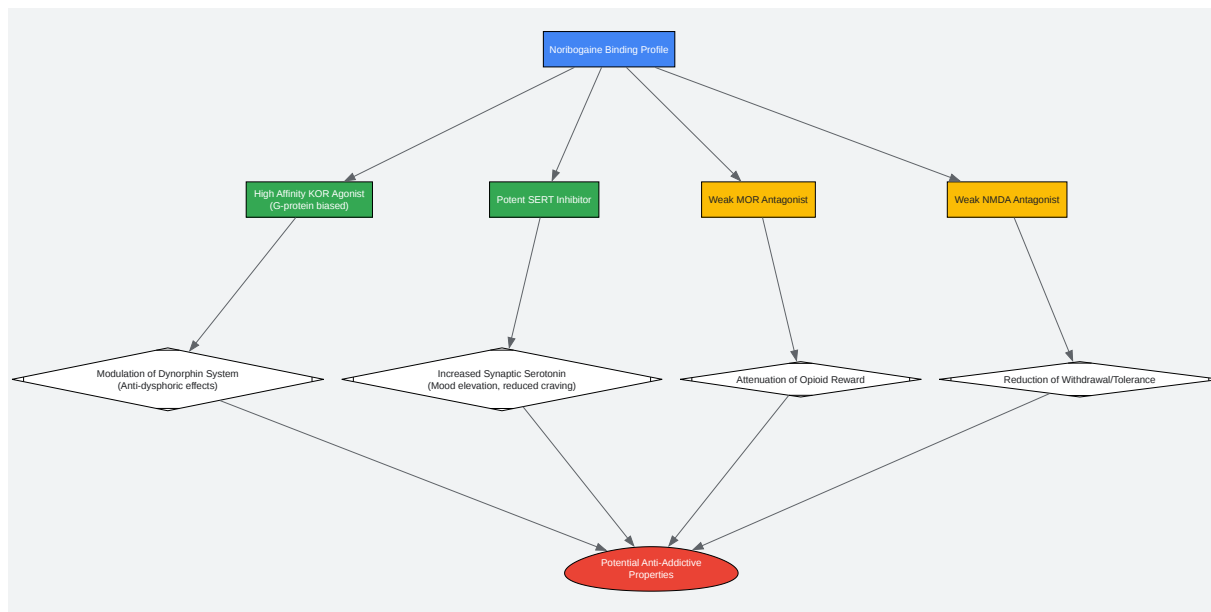 Noribogaine Binding Profile
High Affinity KOR Agonist
(G-protein biased)
Potent SERT Inhibitor
Weak MOR Antagonist
Weak NMDA Antagonist
Modulation of Dynorphin System
(Anti-dysphoric effects)
Increased Synaptic Serotonin
(Mood elevation, reduced craving)
Attenuation of Opioid Reward
Reduction of Withdrawal/Tolerance
Potential Anti-Addictive
Properties